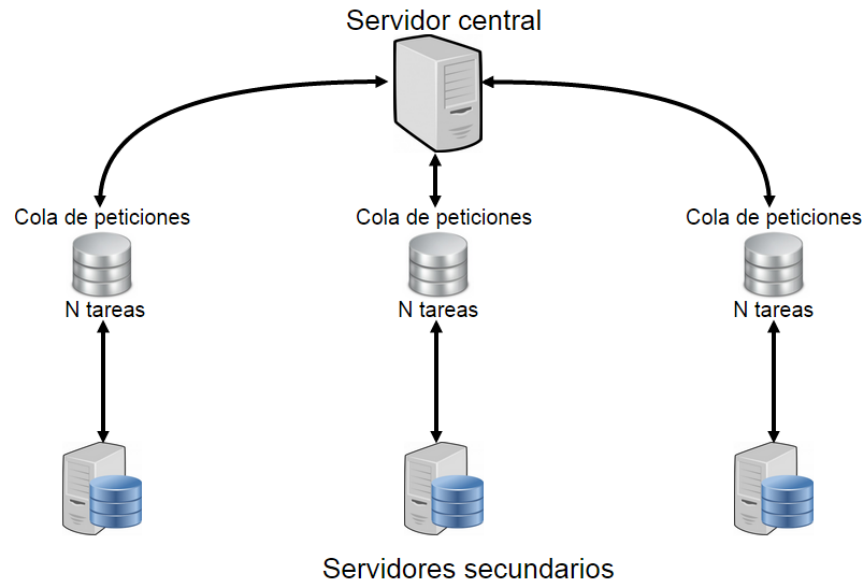 Servidor central
Cola de peticiones
Cola de peticiones
Cola de peticiones
N tareas
N tareas
N tareas
Servidores secundarios